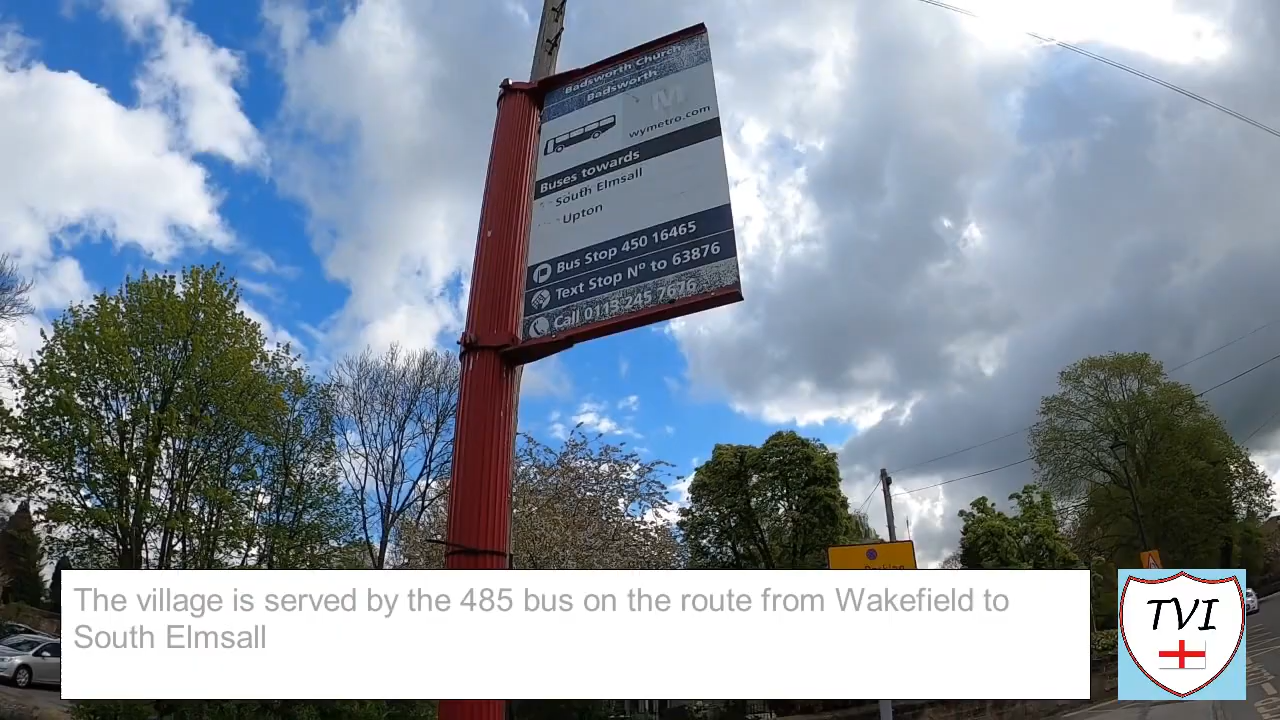 Badsworth Church
Badsworth
M
wymetro.com
Buses towards
South Elmsall
Upton
Bus Stop 450 16465
Text Stop Nº to 63876
Call 0113 245 7676
Parking
The village is served by the 485 bus on the route from Wakefield to
South Elmsall
TVI